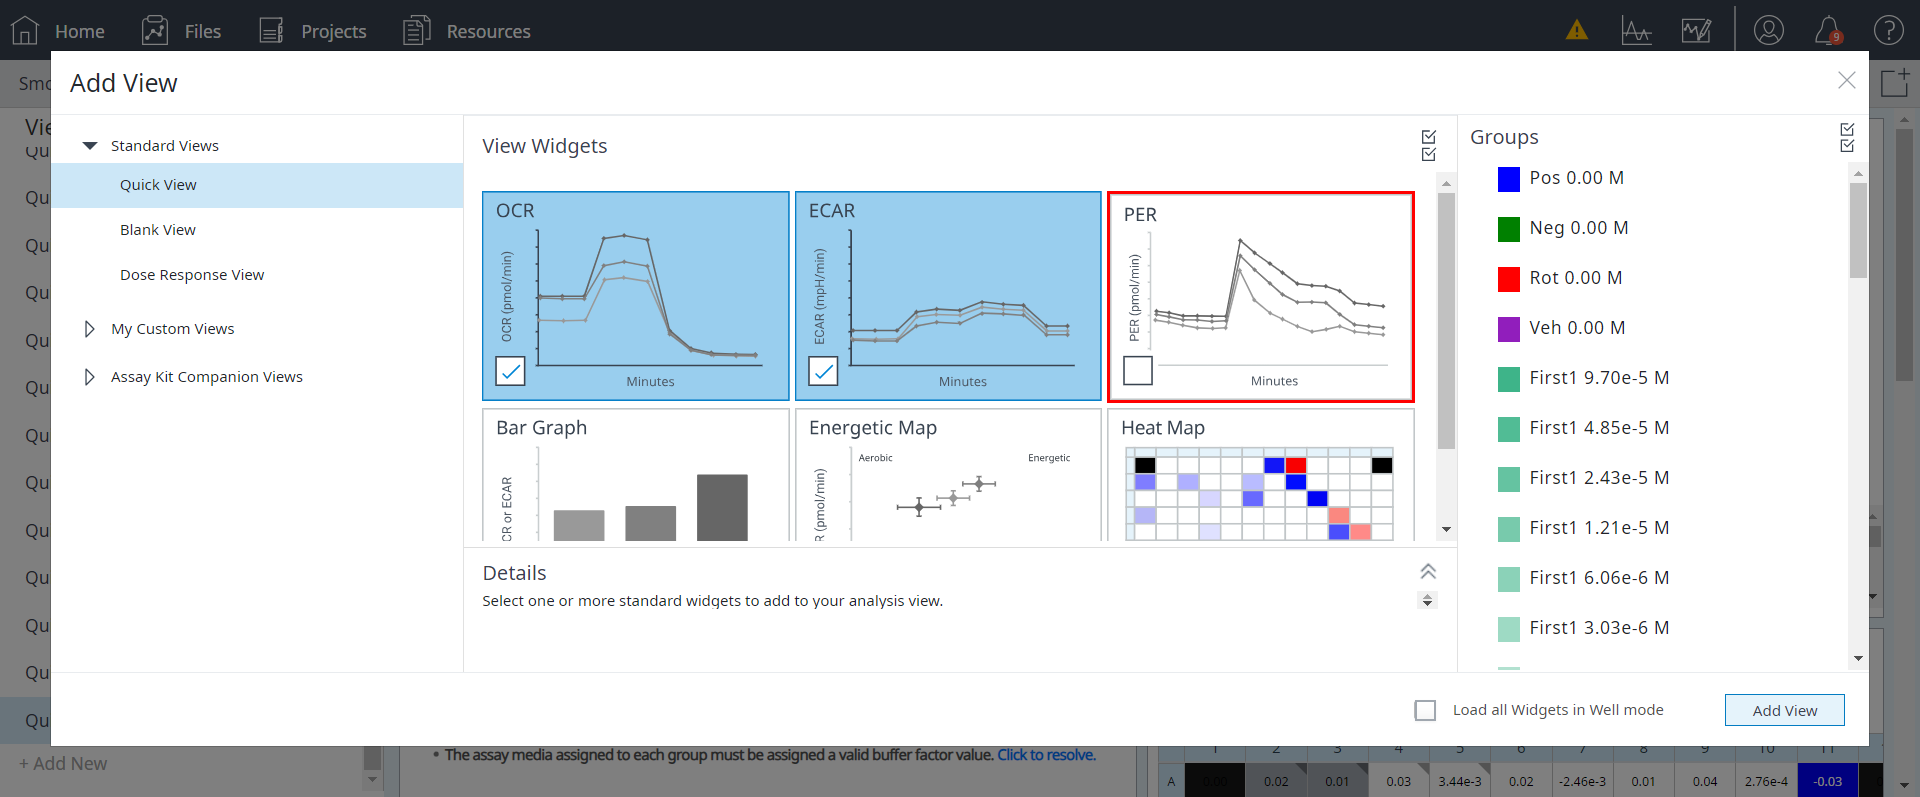 Home
Files
Projects
Resources
9
Add View
Standard Views
Quick View
Blank View
Dose Response View
My Custom Views
Assay Kit Companion Views
View Widgets
OCR
OCR (pmol/min)
Minutes
ECAR
ECAR (mpH/min)
Minutes
PER
PER (pmol/min)
Minutes
Bar Graph
CR or ECAR
Energetic Map
Aerobic
Energetic
R (pmol/min)
Heat Map
Details
Select one or more standard widgets to add to your analysis view.
Groups
Pos 0.00 M
Neg 0.00 M
Rot 0.00 M
Veh 0.00 M
First1 9.70e-5 M
First1 4.85e-5 M
First1 2.43e-5 M
First1 1.21e-5 M
First1 6.06e-6 M
First1 3.03e-6 M
Load all Widgets in Well mode
Add View
Smo
Vie
Qu
Qu
Qu
Qu
Qu
Qu
Qu
Qu
Qu
Qu
Qu
Qu
Qu
+ Add New
• The assay media assigned to each group must be assigned a valid buffer factor value. Click to resolve.
1 2 3 4 5 6 7 8 9 10 11
A 0.00 0.02 0.01 0.03 3.44e-3 0.02 -2.46e-3 0.01 0.04 2.76e-4 -0.03